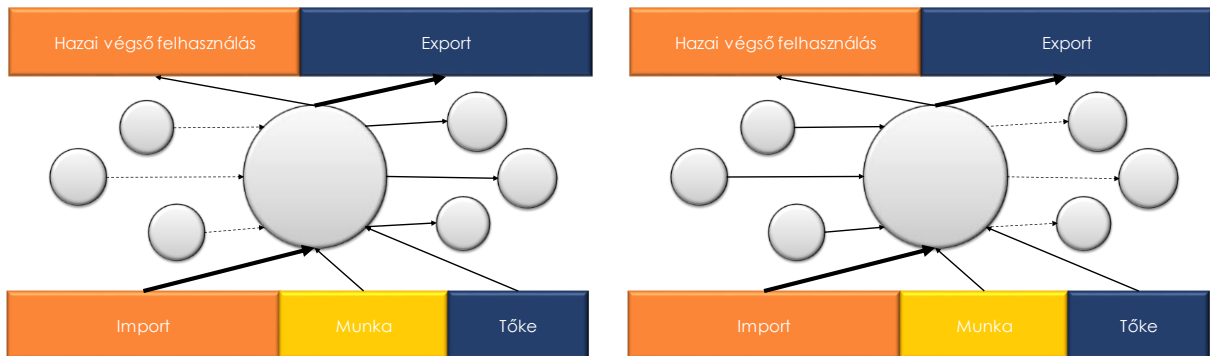 Hazai végső felhasználás
Export
Import
Munka
Tőke
Hazai végső felhasználás
Export
Import
Munka
Tőke